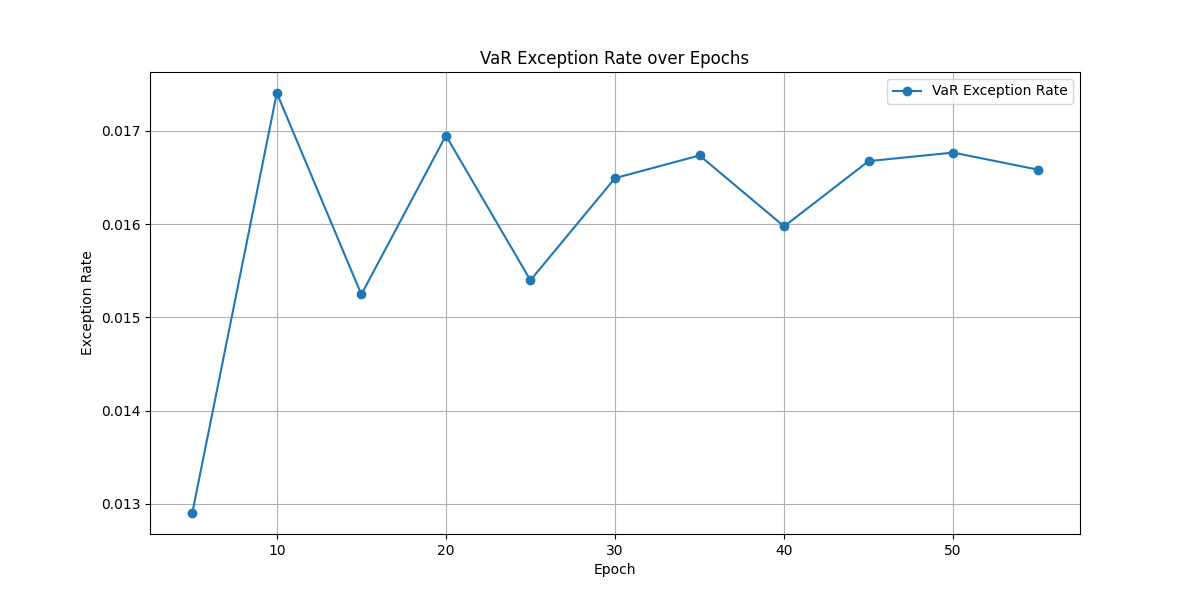 VaR Exception Rate over Epochs
VaR Exception Rate
0.017
0.016
0.015
0.014
0.013
Exception Rate
10 20 30 40 50
Epoch